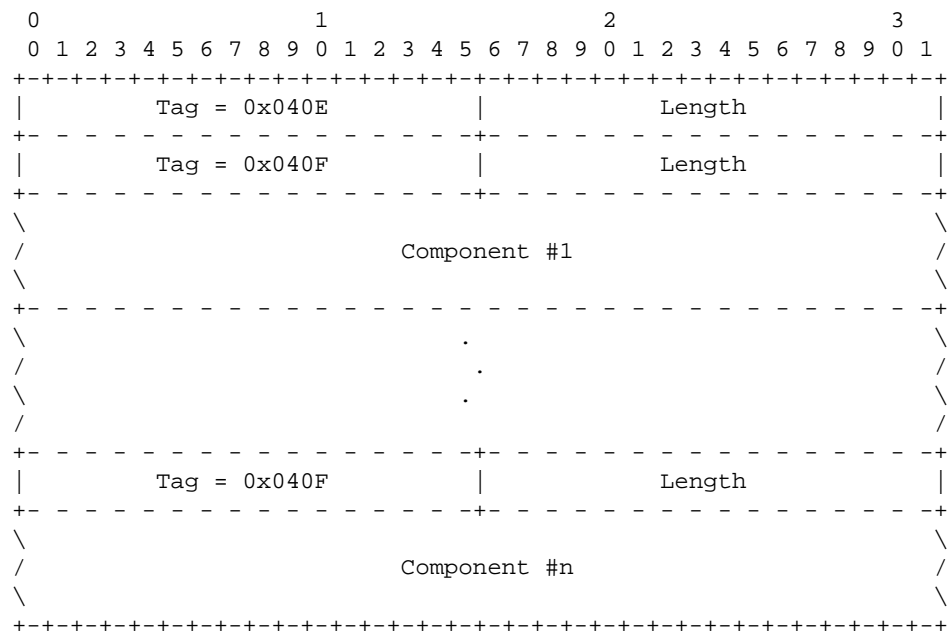 0                   1                   2                   3
 0 1 2 3 4 5 6 7 8 9 0 1 2 3 4 5 6 7 8 9 0 1 2 3 4 5 6 7 8 9 0 1
+-+-+-+-+-+-+-+-+-+-+-+-+-+-+-+-+-+-+-+-+-+-+-+-+-+-+-+-+-+-+-+-+
|         Tag = 0x040E          |            Length             |
+- - - - - - - - - - - - - - - -+- - - - - - - - - - - - - - - -+
|         Tag = 0x040F          |            Length             |
+- - - - - - - - - - - - - - - -+- - - - - - - - - - - - - - - -+
\                                                               \
/                          Component #1                         /
\                                                               \
+- - - - - - - - - - - - - - - - - - - - - - - - - - - - - - - -+
\                              .                                \
/                               .                               /
\                              .                                \
/                                                               /
+- - - - - - - - - - - - - - - -+- - - - - - - - - - - - - - - -+
|         Tag = 0x040F          |            Length             |
+- - - - - - - - - - - - - - - -+- - - - - - - - - - - - - - - -+
\                                                               \
/                          Component #n                         /
\                                                               \
+-+-+-+-+-+-+-+-+-+-+-+-+-+-+-+-+-+-+-+-+-+-+-+-+-+-+-+-+-+-+-+-+